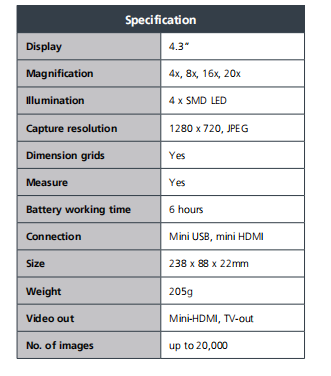 Specification
Display 4.3"
Magnification 4x, 8x, 16x, 20x
Illumination 4 x SMD LED
Capture resolution 1280 x 720, JPEG
Dimension grids Yes
Measure Yes
Battery working time 6 hours
Connection Mini USB, mini HDMI
Size 238 x 88 x 22mm
Weight 205g
Video out Mini-HDMI, TV-out
No. of images up to 20,000